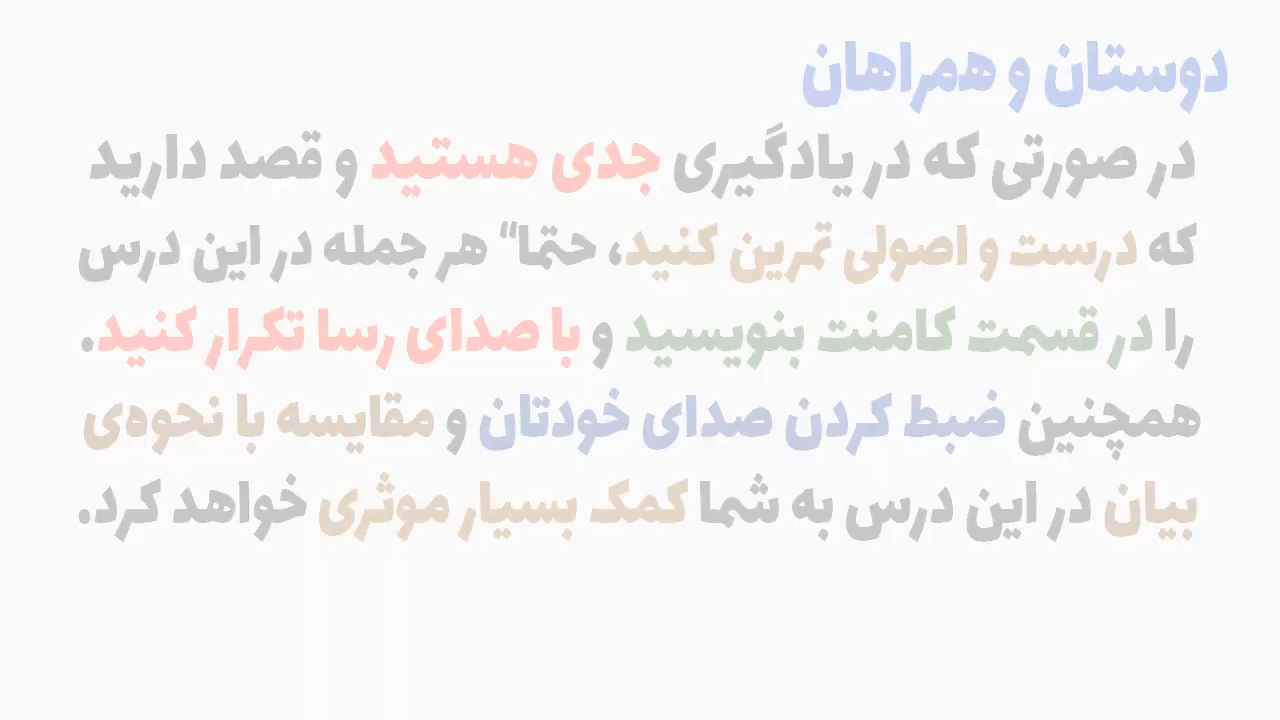 دوستان و همراهان
در صورتی که در یادگیری جدی هستید و قصد دارید
که درست و اصولی تمرین کنید، حتما“ هر جمله در این درس
را در قسمت کامنت بنویسید و با صدای رسا تکرار کنید.
همچنین ضبط کردن صدای خودتان و مقایسه با نحوه‌ی
بیان در این درس به شما کمک بسیار موثری خواهد کرد.